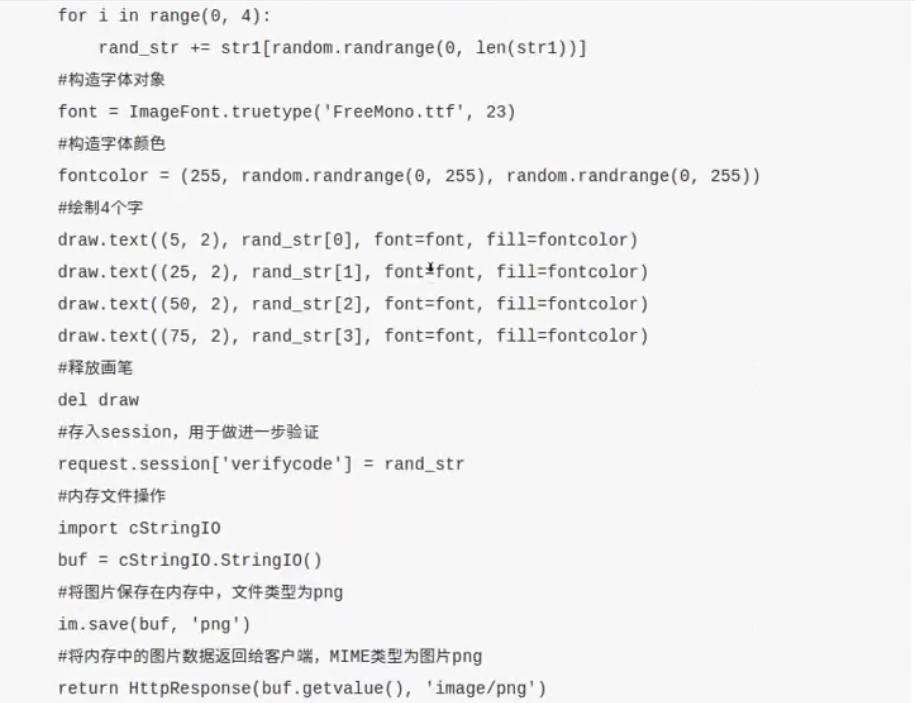 for i in range(0, 4):
    rand_str += str1[random.randrange(0, len(str1))]
#构造字体对象
font = ImageFont.truetype('FreeMono.ttf', 23)
#构造字体颜色
fontcolor = (255, random.randrange(0, 255), random.randrange(0, 255))
#绘制4个字
draw.text((5, 2), rand_str[0], font=font, fill=fontcolor)
draw.text((25, 2), rand_str[1], font=font, fill=fontcolor)
draw.text((50, 2), rand_str[2], font=font, fill=fontcolor)
draw.text((75, 2), rand_str[3], font=font, fill=fontcolor)
#释放画笔
del draw
#存入session，用于做进一步验证
request.session['verifycode'] = rand_str
#内存文件操作
import cStringIO
buf = cStringIO.StringIO()
#将图片保存在内存中，文件类型为png
im.save(buf, 'png')
#将内存中的图片数据返回给客户端，MIME类型为图片png
return HttpResponse(buf.getvalue(), 'image/png')